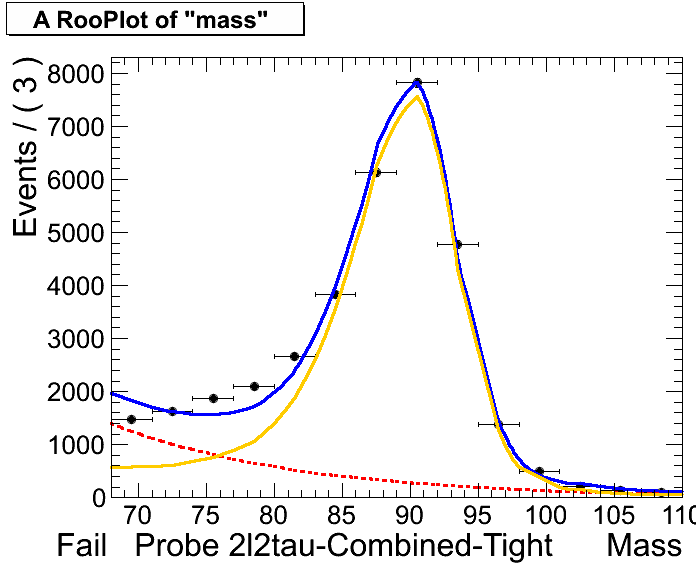 A RooPlot of "mass"
Events / ( 3 )
8000
7000
6000
5000
4000
3000
2000
1000
0
70 75 80 85 90 95 100 105 110
Fail Probe 2l2tau-Combined-Tight Mass